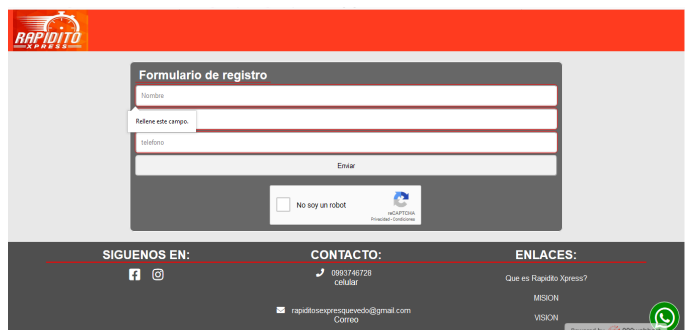 RAPIDITO
XPRESS
Formulario de registro
Nombre
Rellene este campo.
telefono
Enviar
No soy un robot
reCAPTCHA
Privacidad - Condiciones
SIGUENOS EN:
CONTACTO:
0993746728
celular
rapiditosexpresquevedo@gmail.com
Correo
ENLACES:
Que es Rapidito Xpress?
MISION
VISION